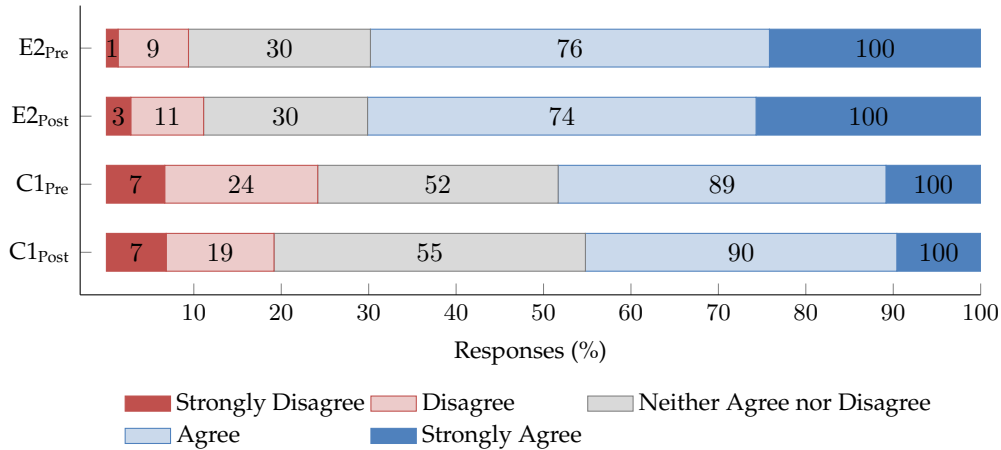 E2Pre 1 9 30 76 100
E2Post 3 11 30 74 100
C1Pre 7 24 52 89 100
C1Post 7 19 55 90 100
10 20 30 40 50 60 70 80 90 100
Responses (%)
Strongly Disagree Disagree Neither Agree nor Disagree
Agree Strongly Agree